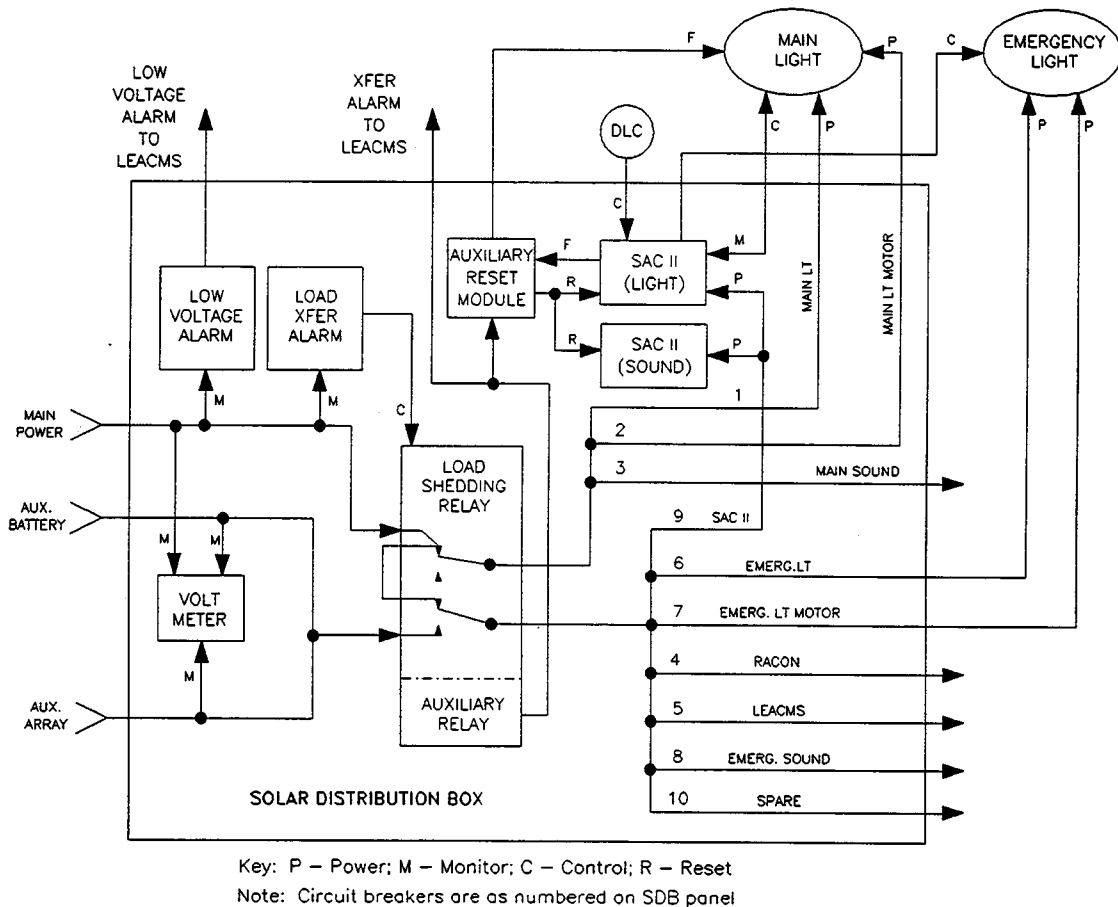 F
MAIN
LIGHT
P
C
EMERGENCY
LIGHT
LOW
VOLTAGE
ALARM
TO
LEACMS
XFER
ALARM
TO
LEACMS
DLC
C
P
P
P
C
F
M
AUXILIARY
RESET
MODULE
SAC II
(LIGHT)
R
P
MAIN LT
MAIN LT MOTOR
LOW
VOLTAGE
ALARM
LOAD
XFER
ALARM
R
SAC II
(SOUND)
P
M
M
C
1
MAIN
POWER
2
3
MAIN SOUND
LOAD
SHEDDING
RELAY
AUX.
BATTERY
9
SAC II
M
M
6
EMERG.LT
VOLT
METER
7
EMERG. LT MOTOR
M
4
RACON
AUX.
ARRAY
AUXILIARY
RELAY
5
LEACMS
8
EMERG. SOUND
SOLAR DISTRIBUTION BOX
10
SPARE
Key: P – Power; M – Monitor; C – Control; R – Reset
Note: Circuit breakers are as numbered on SDB panel